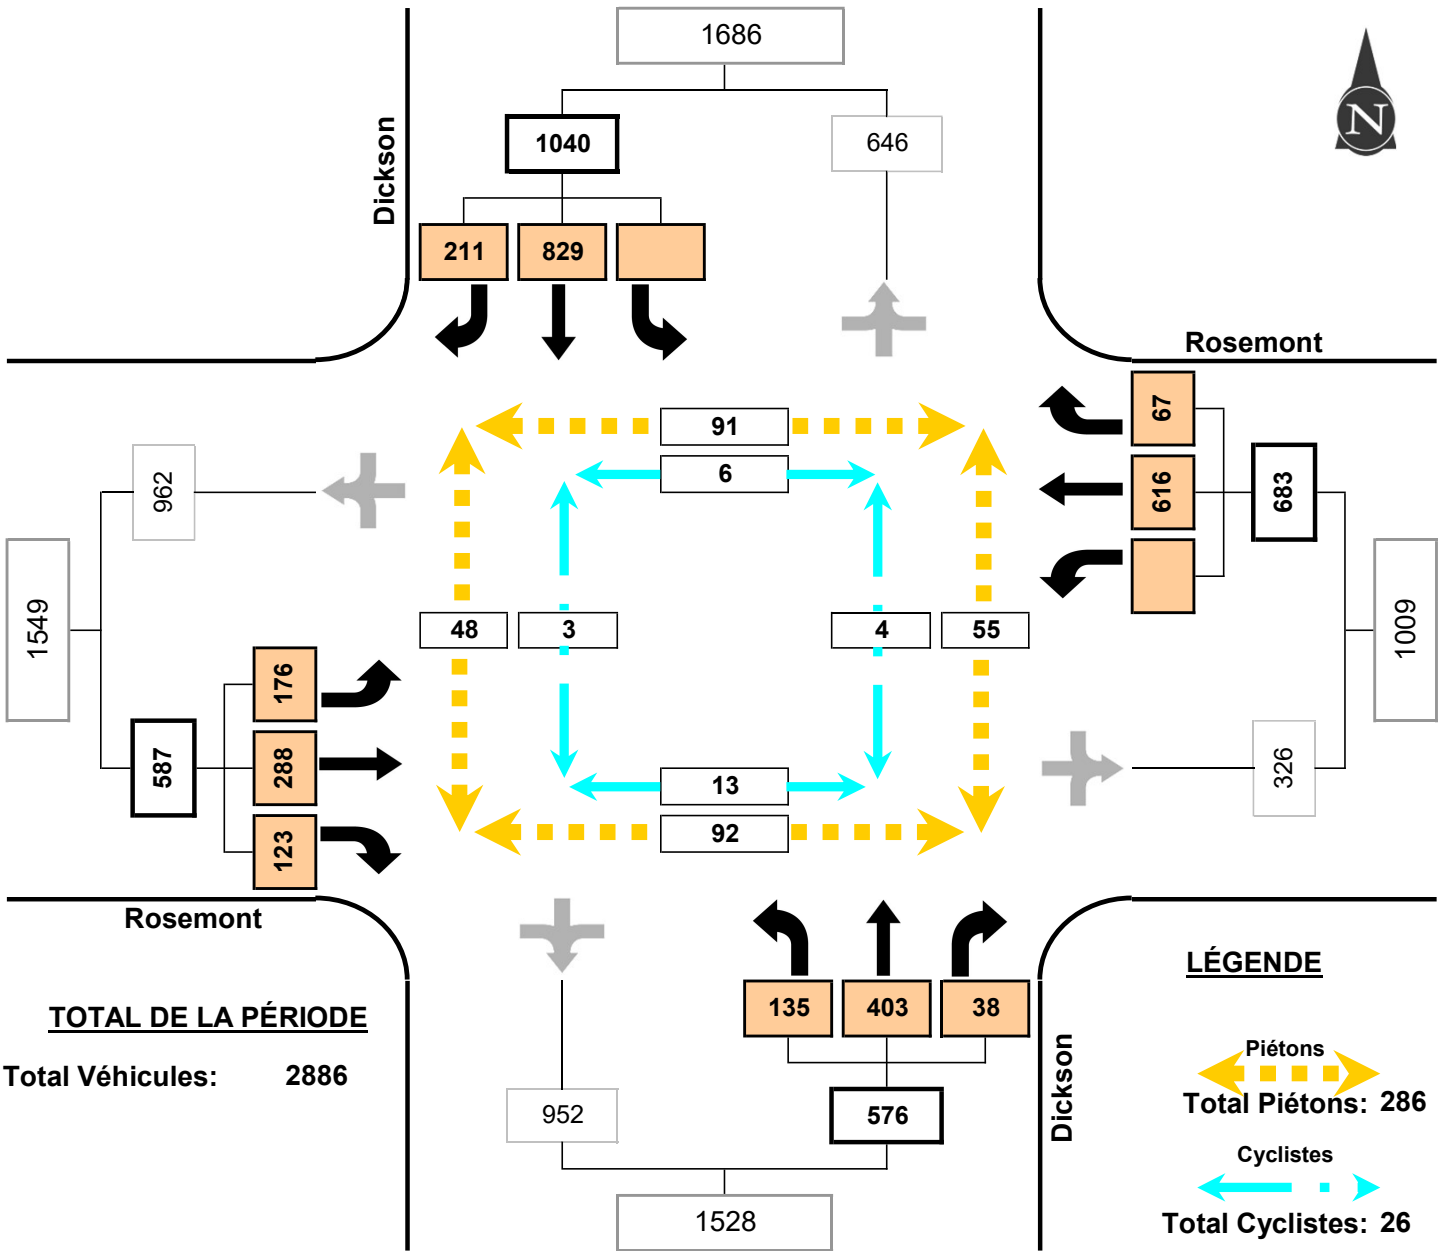 1686
N
Dickson
1040
646
211 829
Rosemont
67
91
962
6
616
683
1549
48 3 4 55
1009
176
587
288
326
13
123
92
Rosemont
LÉGENDE
135 403 38
TOTAL DE LA PÉRIODE
Dickson
Piétons
Total Véhicules: 2886
Total Piétons: 286
952
576
Cyclistes
1528
Total Cyclistes: 26